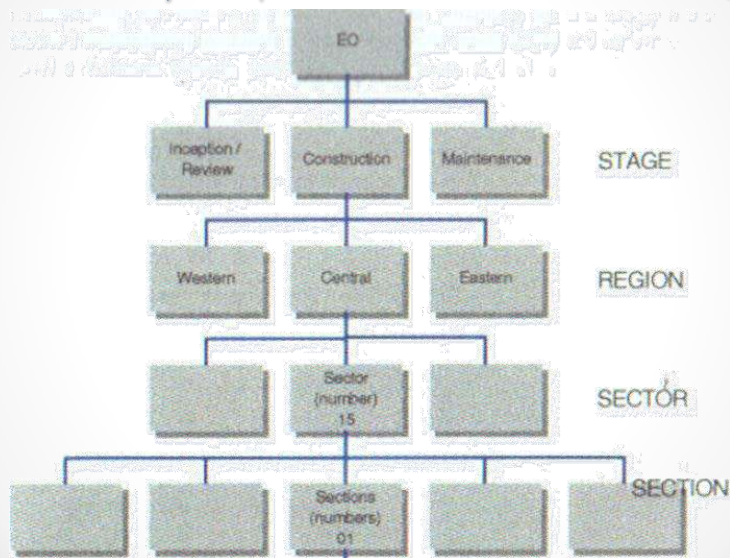 EO
Inception /
Review
Construction
Maintenance
STAGE
Western
Central
Eastern
REGION
Sector
(number)
15
SECTOR
Sections
(numbers)
01
SECTION